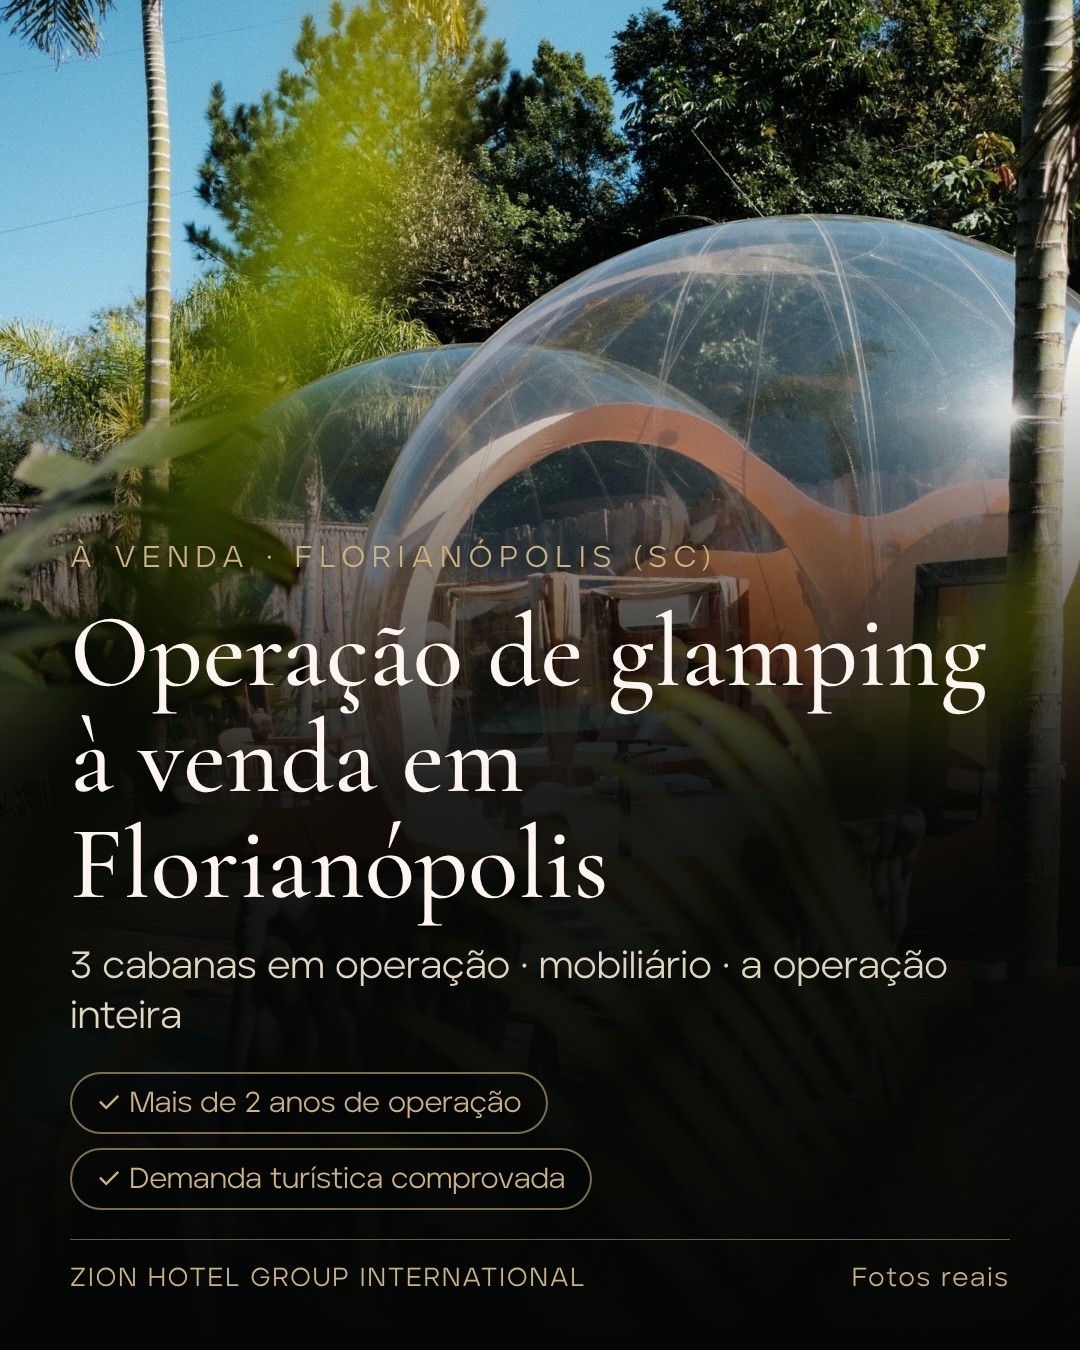 À VENDA · FLORIANÓPOLIS (SC)
Operação de glamping
à venda em
Florianópolis
3 cabanas em operação · mobiliário · a operação
inteira
✓ Mais de 2 anos de operação
✓ Demanda turística comprovada
ZION HOTEL GROUP INTERNATIONAL
Fotos reais